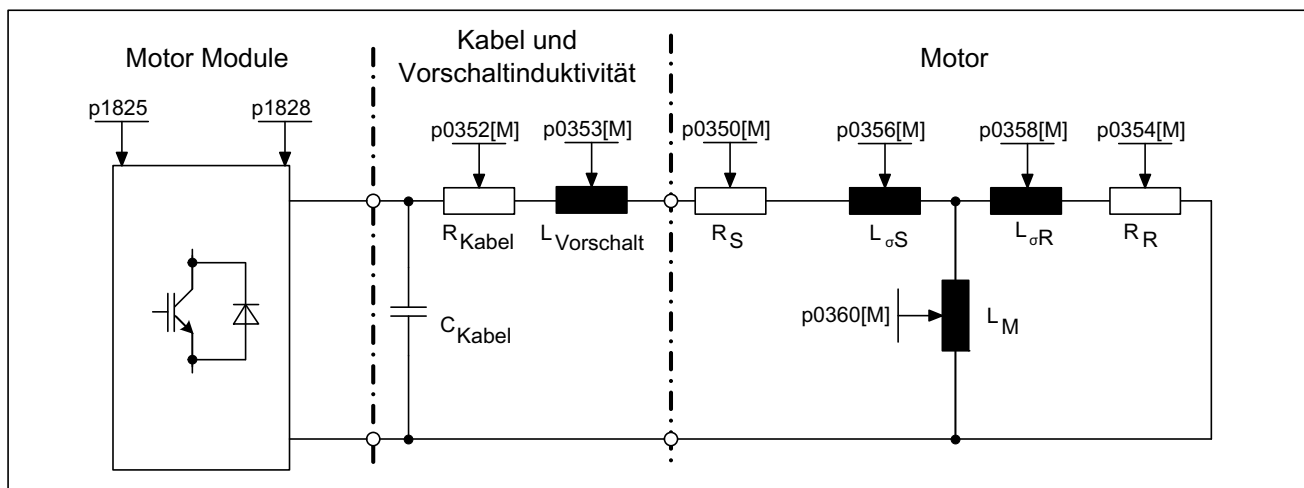 Motor Module
Kabel und
Vorschaltinduktivität
Motor
p1825
p1828
p0352[M]
p0353[M]
p0350[M]
p0356[M]
p0358[M]
p0354[M]
RKabel
LVorschalt
RS
LσS
LσR
RR
CKabel
p0360[M]
LM